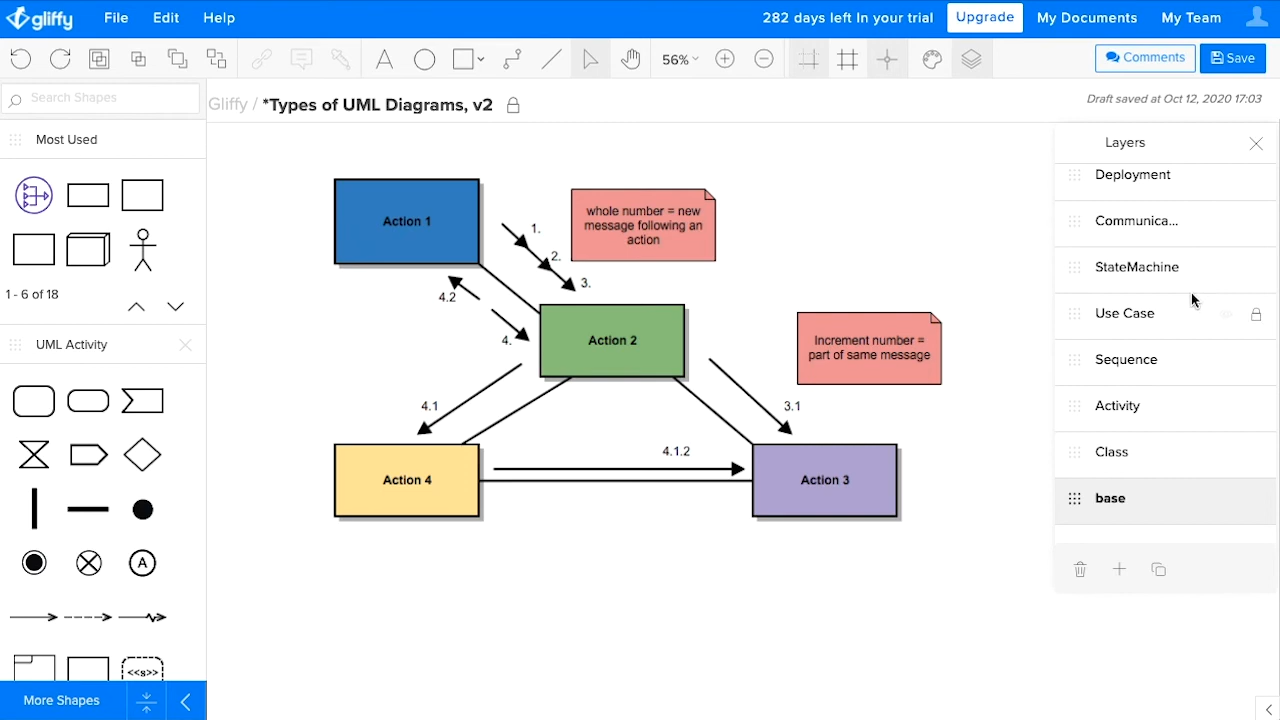 gliffy
File
Edit
Help
282 days left In your trial
Upgrade
My Documents
My Team
56%
Comments
Save
Search Shapes
Gliffy / *Types of UML Diagrams, v2
Draft saved at Oct 12, 2020 17:03
Most Used
1 - 6 of 18
UML Activity
A
<<s>>
More Shapes
Action 1
1.
2.
3.
whole number = new
message following an
action
4.2
4.
Action 2
Increment number =
part of same message
4.1
3.1
4.1.2
Action 4
Action 3
Layers
Deployment
Communica...
StateMachine
Use Case
Sequence
Activity
Class
base